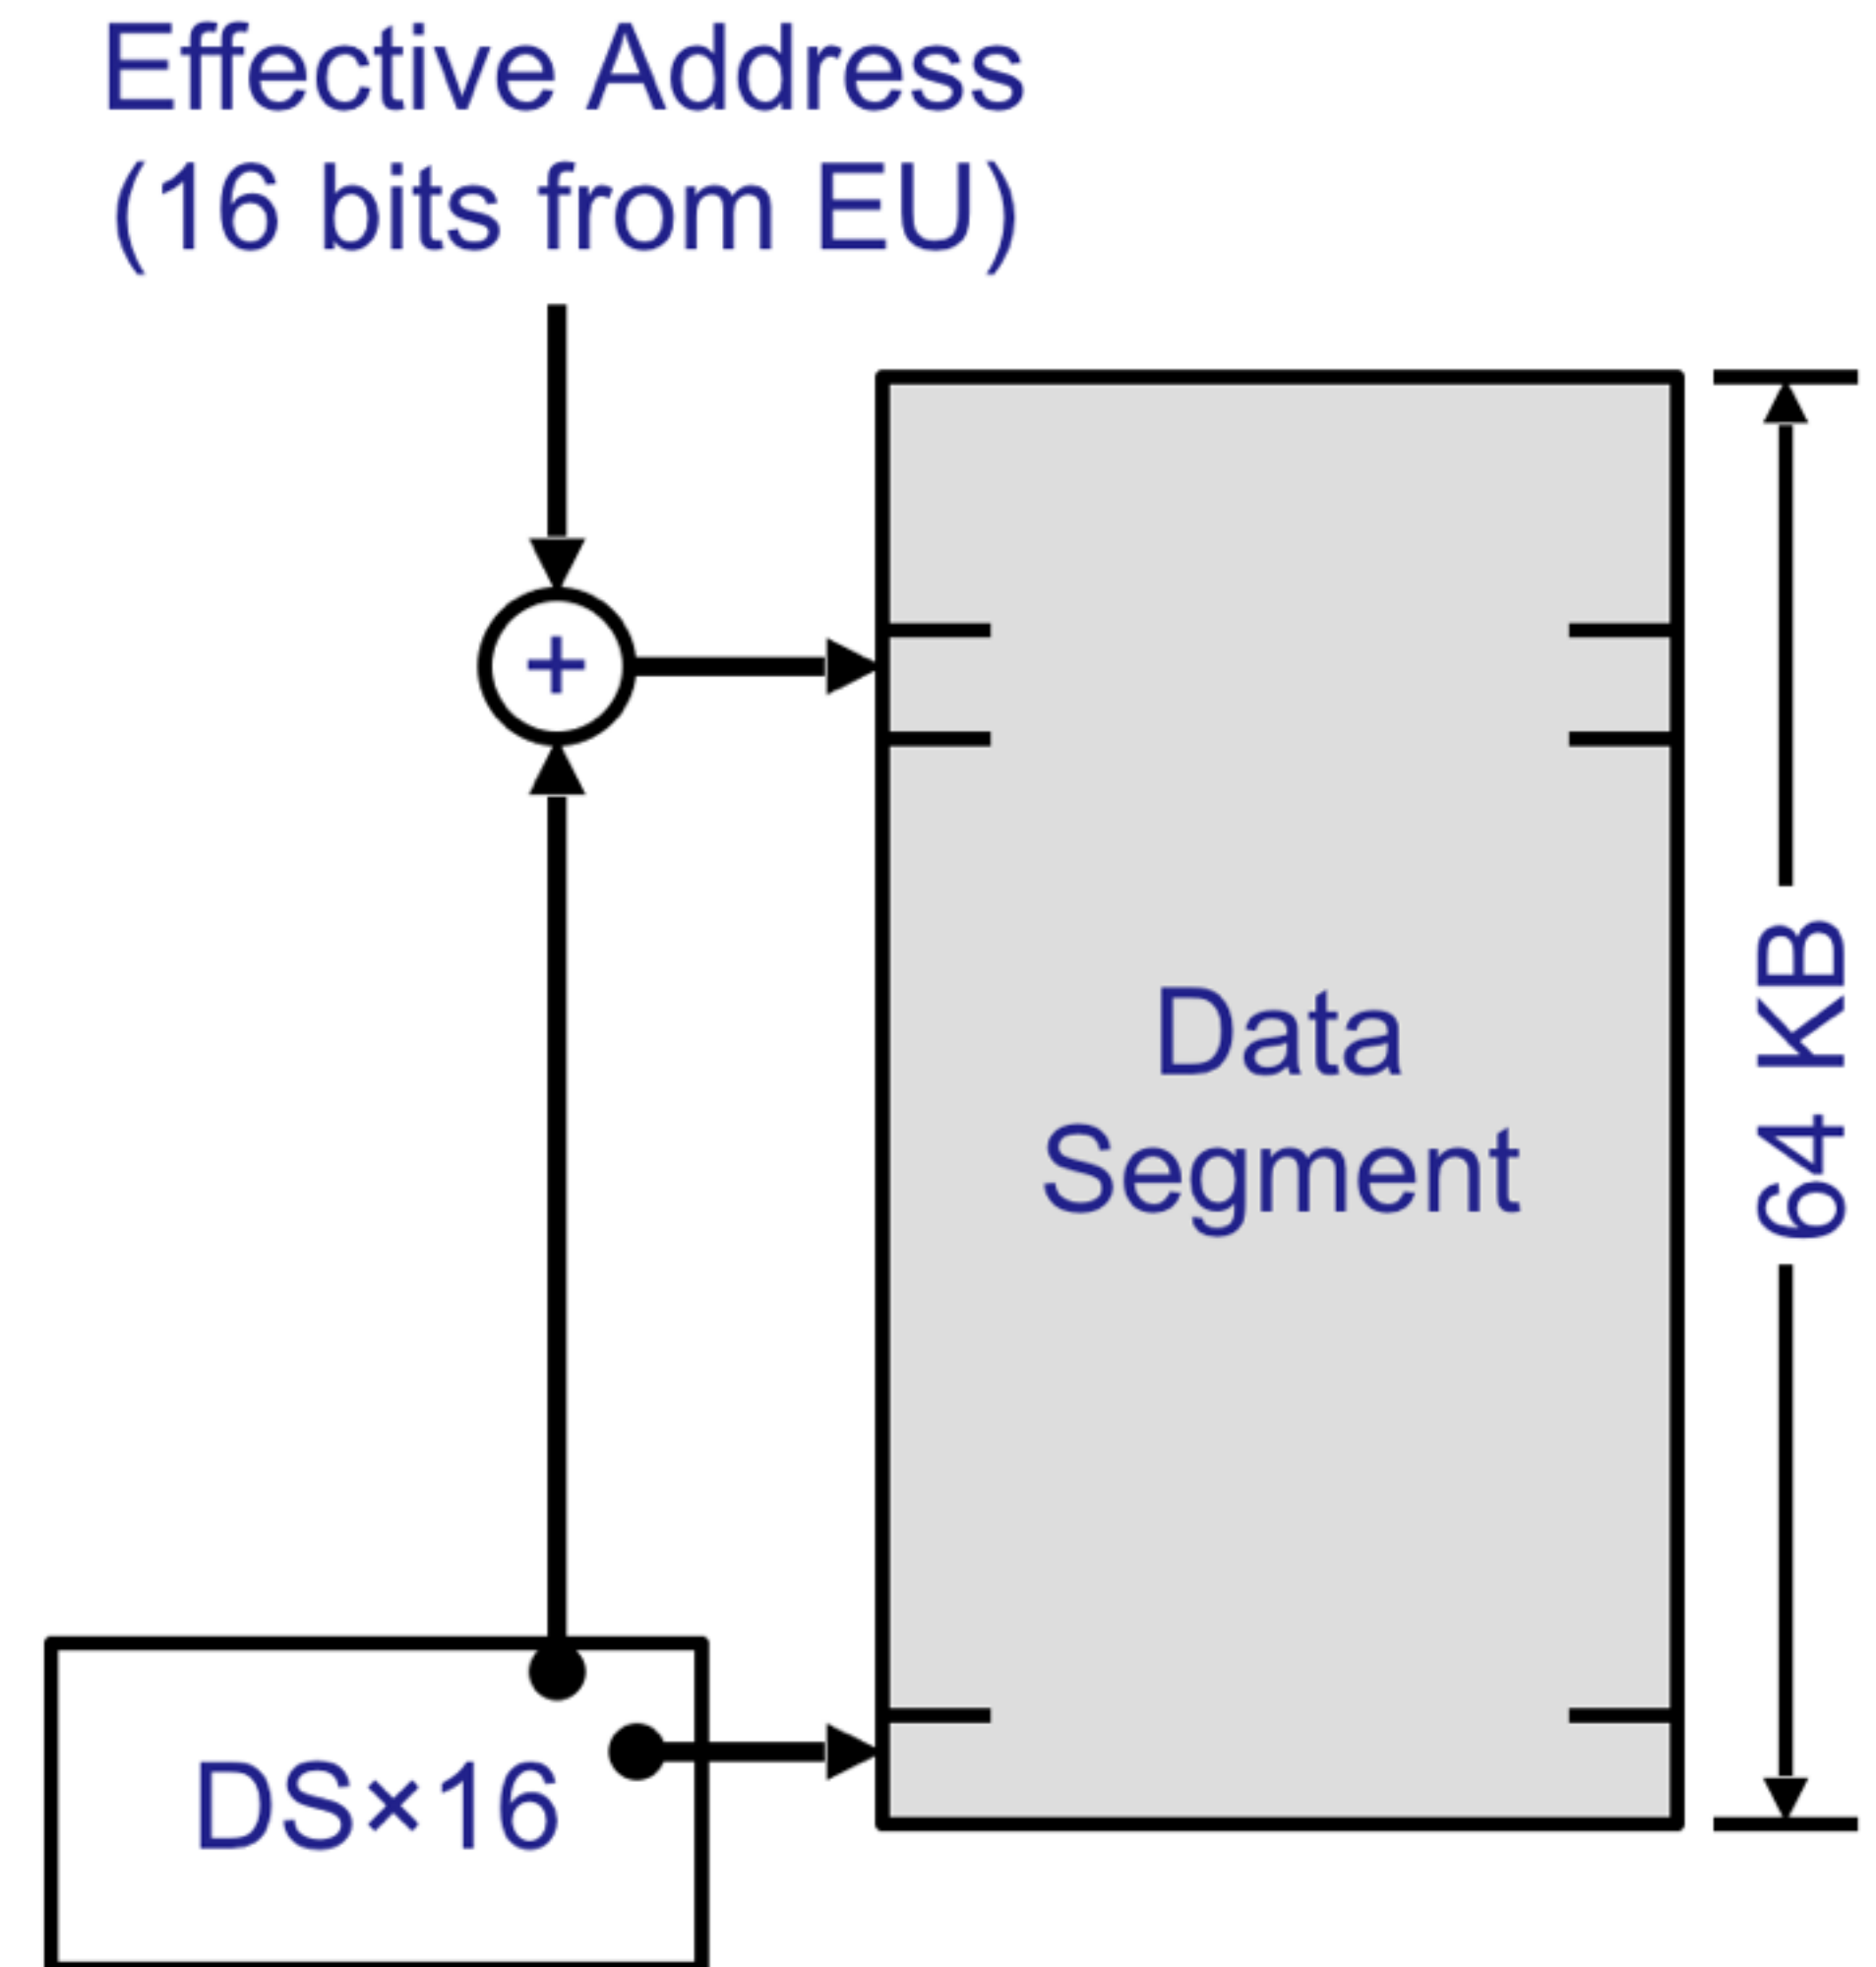 Effective Address
(16 bits from EU)
+
Data
Segment
64 KB
DS×16